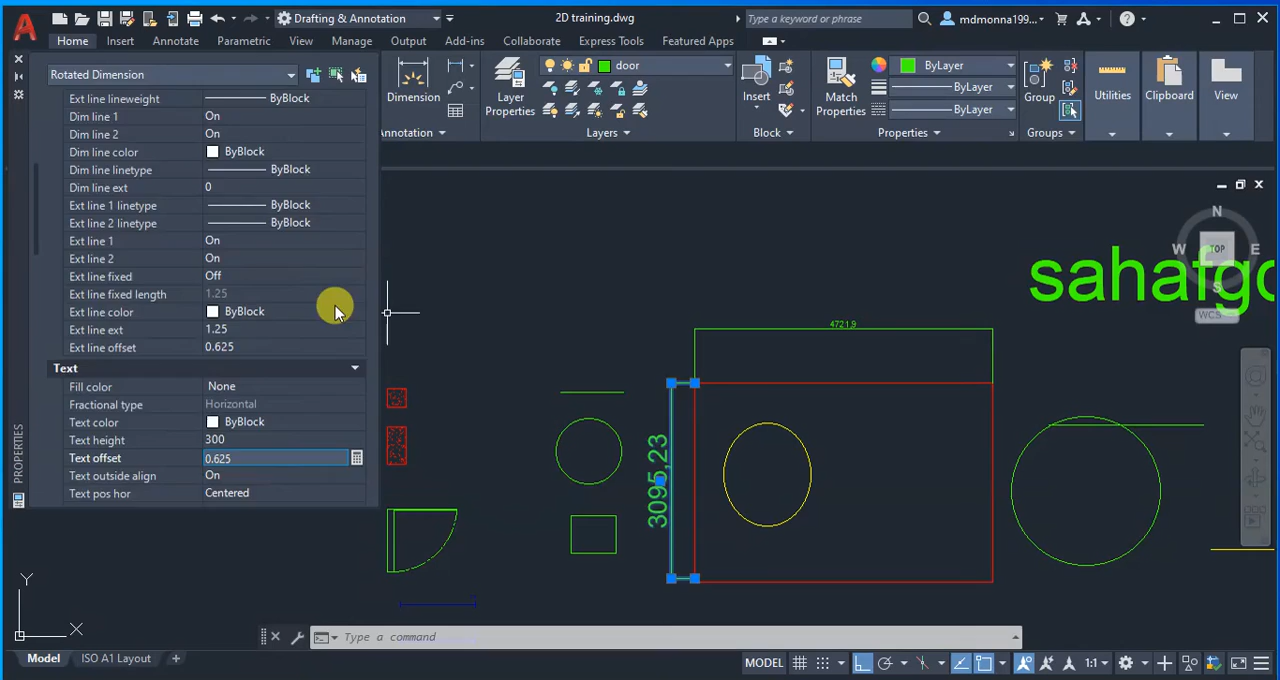 Drafting & Annotation
2D training.dwg
Type a keyword or phrase
mdmonna199...
Home
Insert
Annotate
Parametric
View
Manage
Output
Add-ins
Collaborate
Express Tools
Featured Apps
Rotated Dimension
Ext line lineweight ByBlock
Dim line 1 On
Dim line 2 On
Dim line color ByBlock
Dim line linetype ByBlock
Dim line ext 0
Ext line 1 linetype ByBlock
Ext line 2 linetype ByBlock
Ext line 1 On
Ext line 2 On
Ext line fixed Off
Ext line fixed length 1.25
Ext line color ByBlock
Ext line ext 1.25
Ext line offset 0.625
Text
Fill color None
Fractional type Horizontal
Text color ByBlock
Text height 300
Text offset 0.625
Text outside align On
Text pos hor Centered
PROPERTIES
Dimension
nnotation
Layer
Properties
door
Layers
Insert
Block
Match
Properties
ByLayer
ByLayer
ByLayer
Properties
Group
Groups
Utilities
Clipboard
View
N
W
TOP
E
S
WCS
sahafgo
4721,9
3095,23
Y
X
Type a command
Model
ISO A1 Layout
+
MODEL
1:1